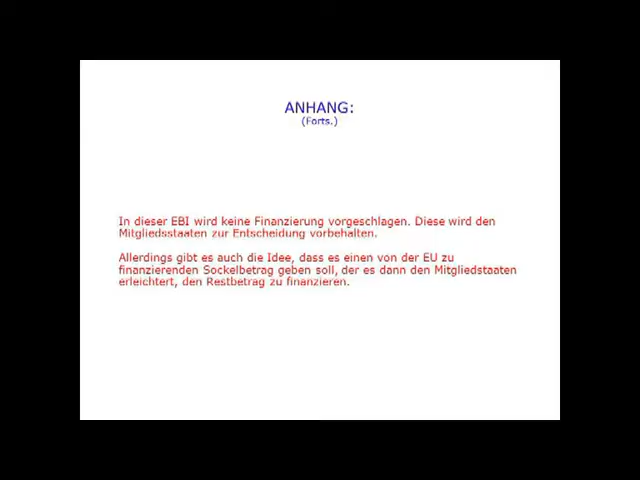 ANHANG:
(Forts.)
In dieser EBI wird keine Finanzierung vorgeschlagen. Diese wird den
Mitgliedsstaaten zur Entscheidung vorbehalten.
Allerdings gibt es auch die Idee, dass es einen von der EU zu
finanzierenden Sockelbetrag geben soll, der es dann den Mitgliedstaaten
erleichtert, den Restbetrag zu finanzieren.